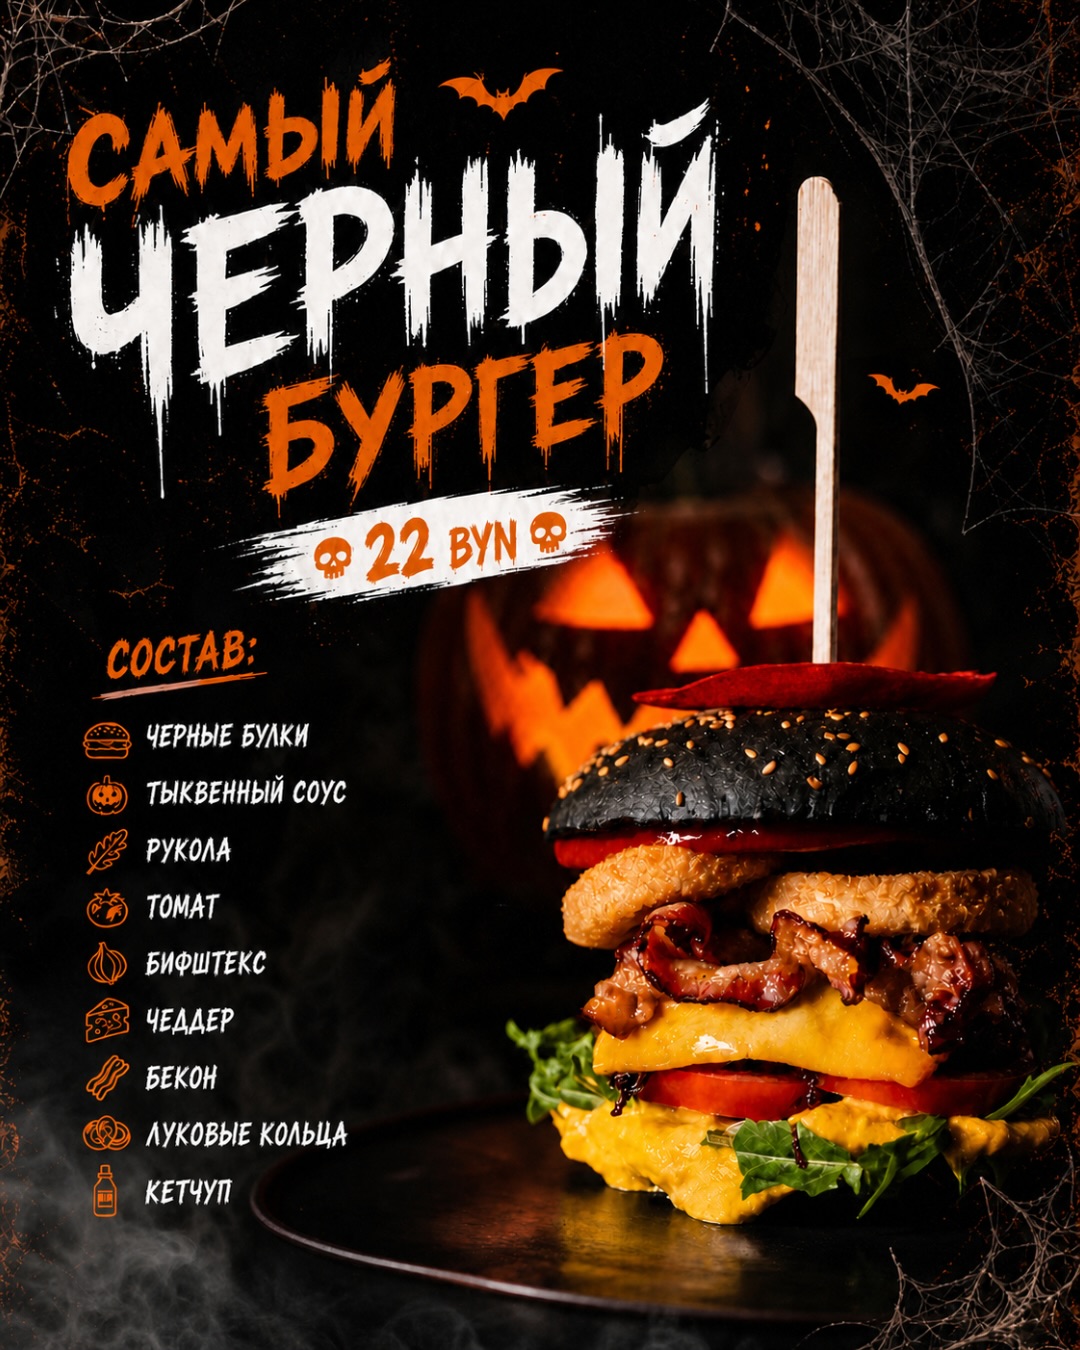 САМЫЙ
ЧЕРНЫЙ
БУРГЕР
22 BYN
СОСТАВ:
ЧЕРНЫЕ БУЛКИ
ТЫКВЕННЫЙ СОУС
РУКОЛА
ТОМАТ
БИФШТЕКС
ЧЕДДЕР
БЕКОН
ЛУКОВЫЕ КОЛЬЦА
КЕТЧУП